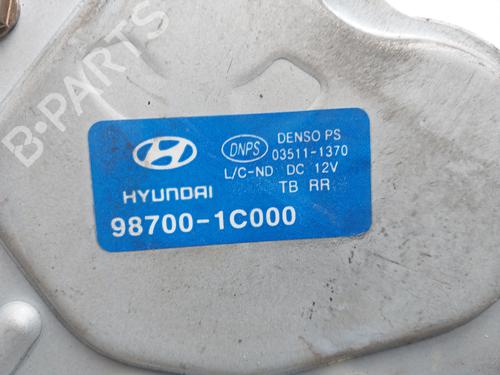 B-PARTS
HYUNDAI
98700-1C000
DNPS
DENSO PS
03511-1370
L/C-ND DC 12V
TB RR